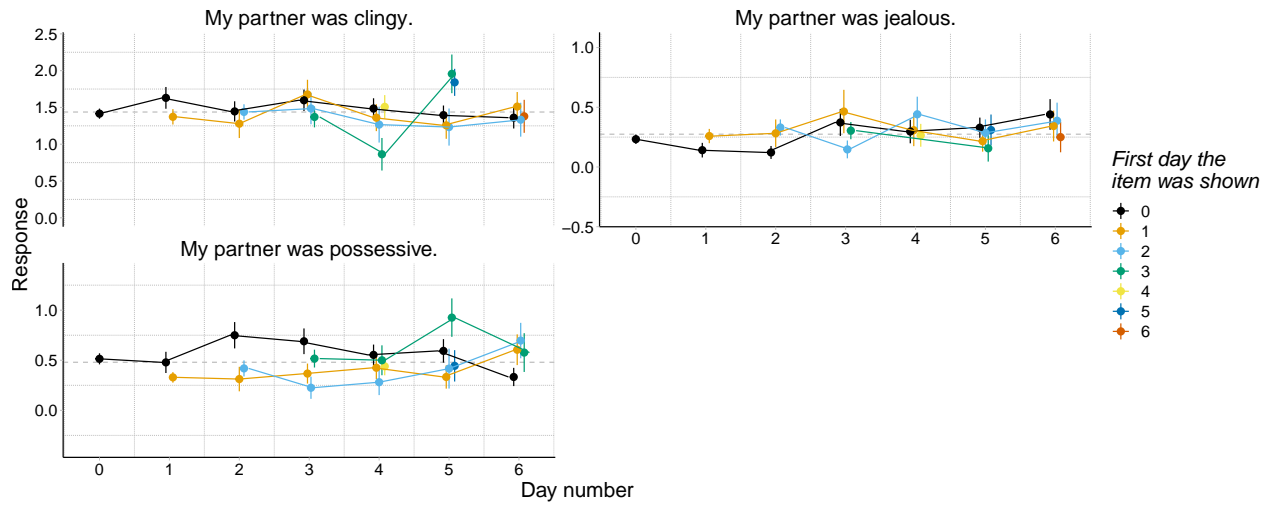 My partner was clingy.
2.5
2.0
1.5
1.0
0.5
0.0
My partner was jealous.
1.0
0.5
0.0
−0.5
0 1 2 3 4 5 6
My partner was possessive.
1.0
0.5
0.0
0 1 2 3 4 5 6
Response
Day number
First day the
item was shown
0
1
2
3
4
5
6